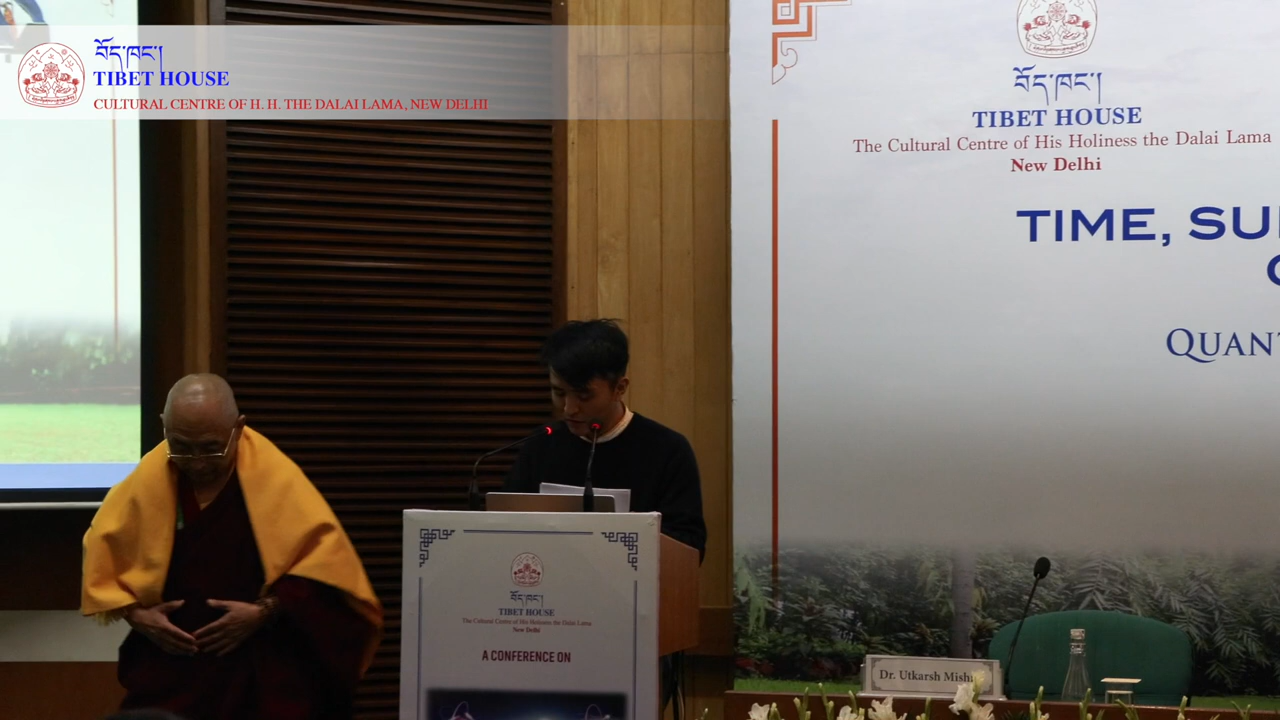 བོད་ཁང་།
TIBET HOUSE
CULTURAL CENTRE OF H. H. THE DALAI LAMA, NEW DELHI
བོད་ཁང་།
TIBET HOUSE
The Cultural Centre of His Holiness the Dalai Lama
New Delhi
TIME, SU
QUANT
བོད་ཁང་།
TIBET HOUSE
The Cultural Centre of His Holiness the Dalai Lama
New Delhi
A CONFERENCE ON
Dr. Utkarsh Mish